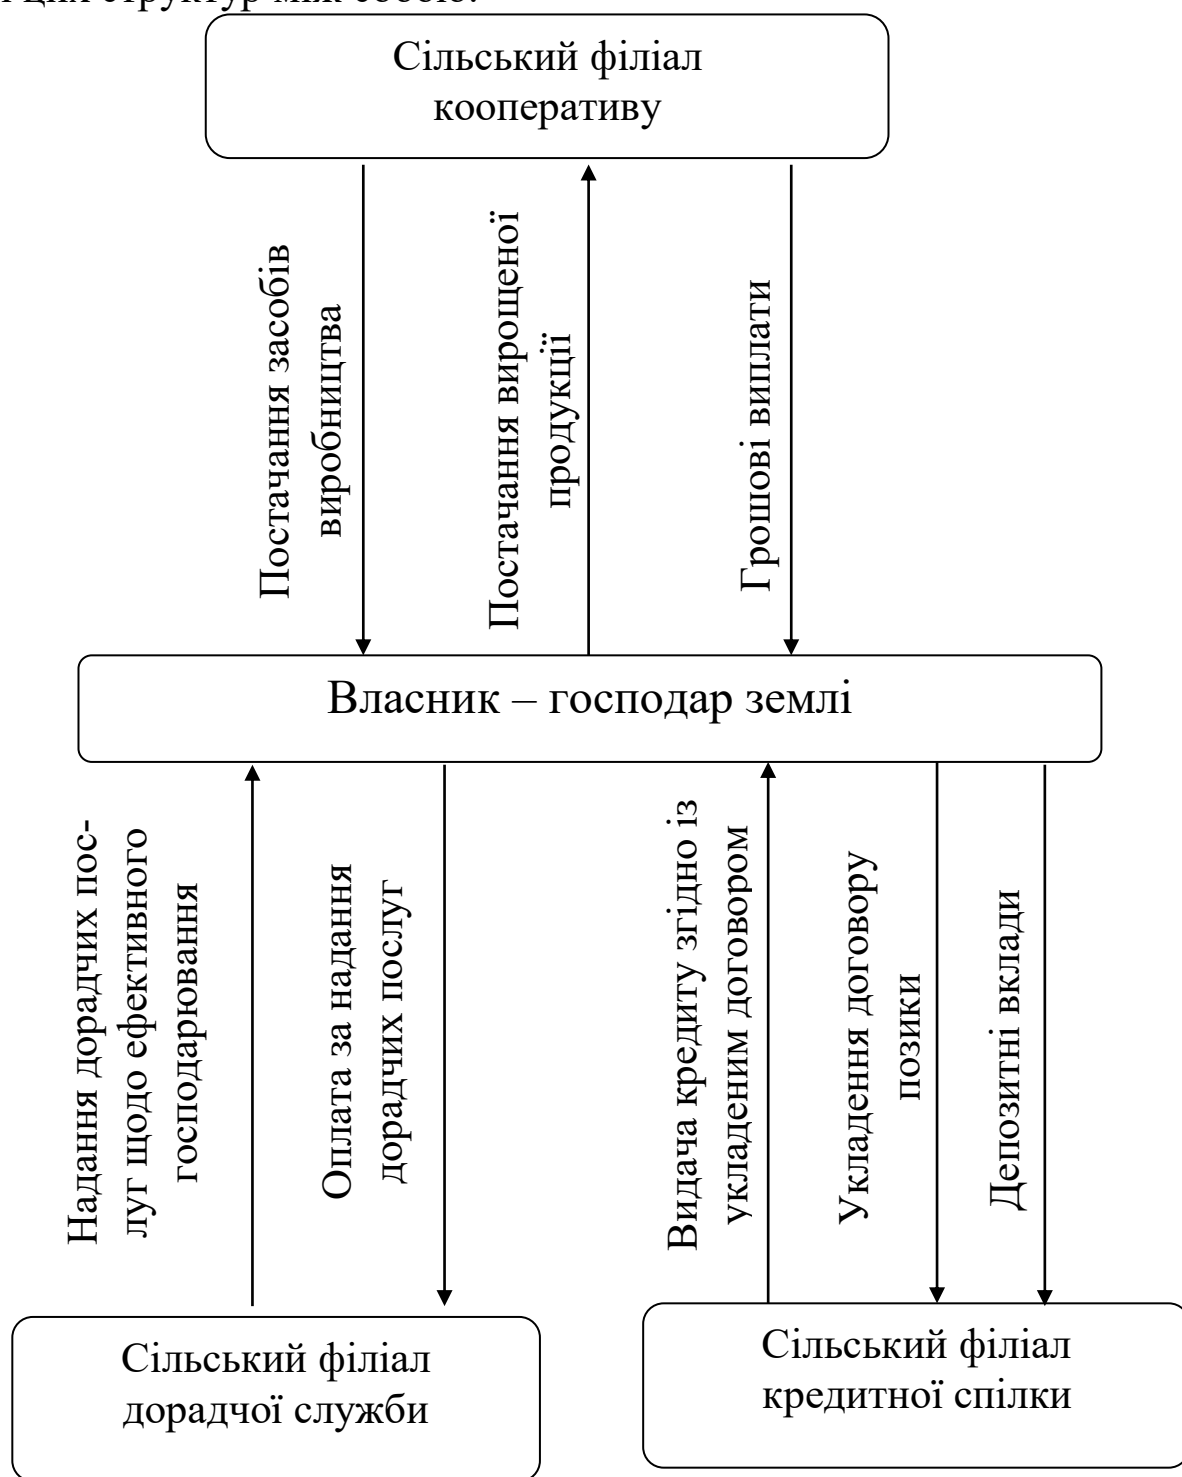 і цих структур між собою.
Сільський філіал
кооперативу
Постачання засобів
виробництва
Постачання вирощеної
продукції
Грошові виплати
Власник – господар землі
Надання дорадчих пос-
луг щодо ефективного
господарювання
Оплата за надання
дорадчих послуг
Видача кредиту згідно із
укладеним договором
Укладення договору
позики
Депозитні вклади
Сільський філіал
дорадчої служби
Сільський філіал
кредитної спілки